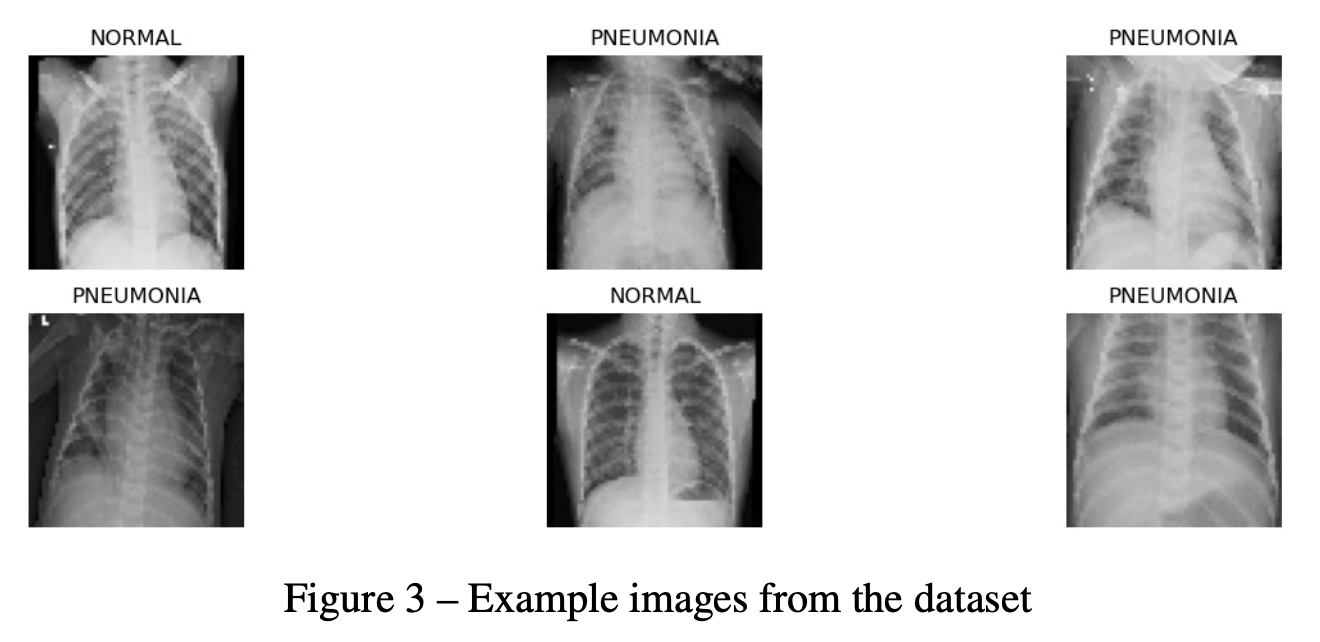 NORMAL
PNEUMONIA
PNEUMONIA
PNEUMONIA
NORMAL
PNEUMONIA
L
Figure 3 – Example images from the dataset